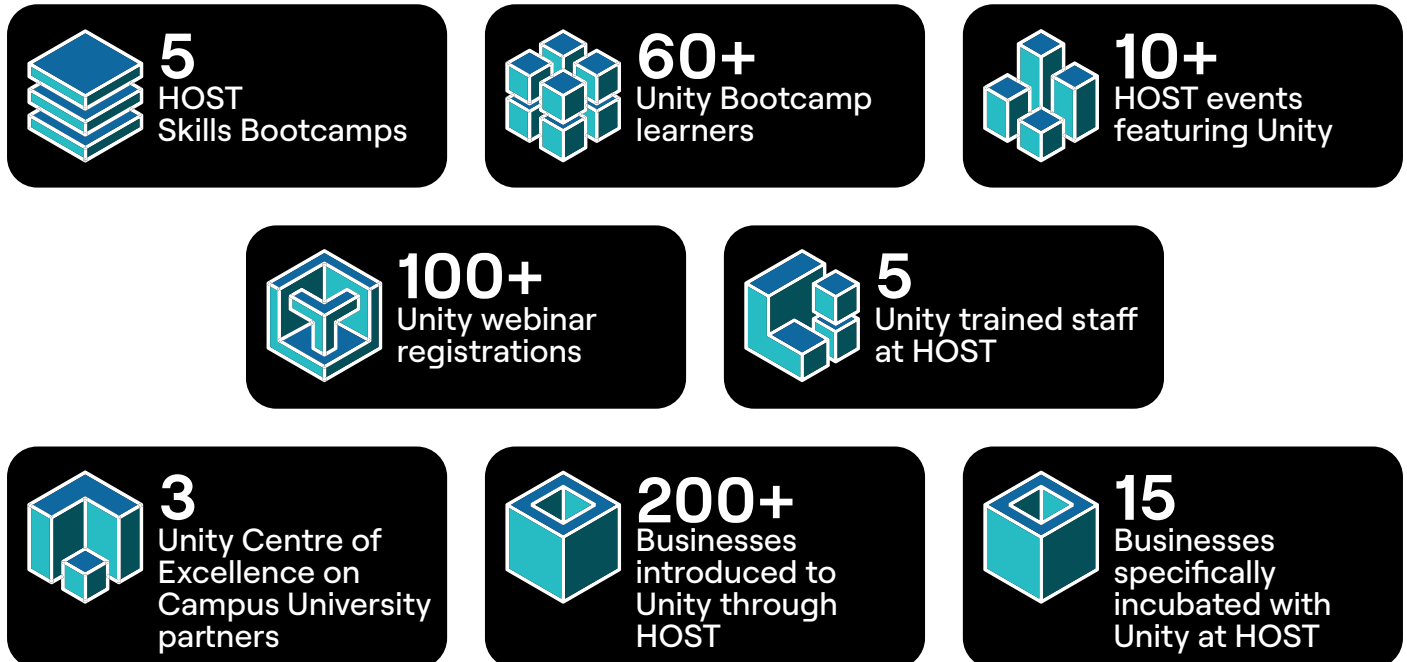 5
HOST
Skills Bootcamps
60+
Unity Bootcamp
learners
10+
HOST events
featuring Unity
100+
Unity webinar
registrations
5
Unity trained staff
at HOST
3
Unity Centre of
Excellence on
Campus University
partners
200+
Businesses
introduced to
Unity through
HOST
15
Businesses
specifically
incubated with
Unity at HOST